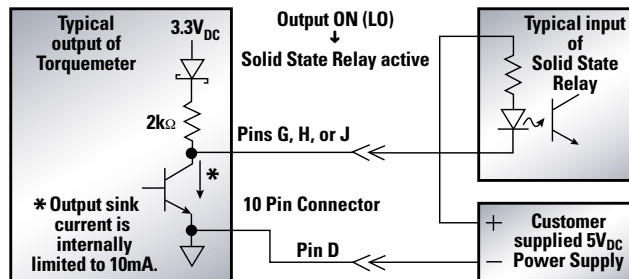 Typical
output of
Torquemeter
3.3VDC
2kΩ
* Output sink
current is
internally
limited to 10mA.
*
Output ON (LO)
↓
Solid State Relay active
Pins G, H, or J
10 Pin Connector
Pin D
Typical input
of
Solid State
Relay
+
−
Customer
supplied 5VDC
Power Supply